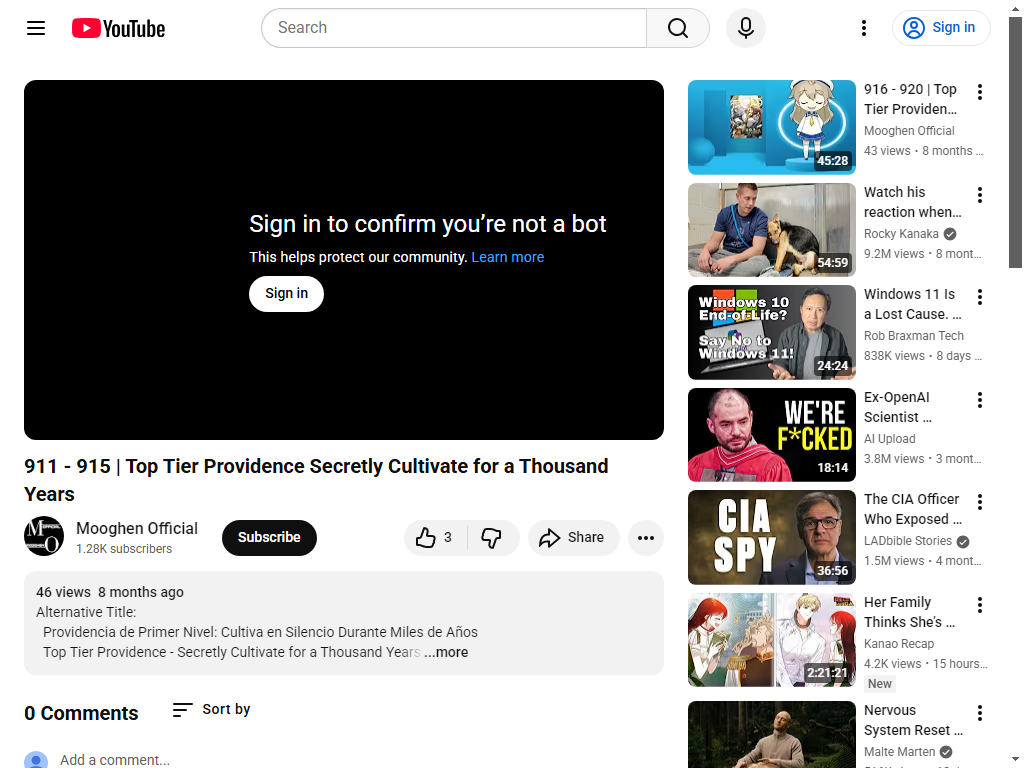 YouTube
Search
Sign in
Sign in to confirm you're not a bot
This helps protect our community. Learn more
Sign in
911 - 915 | Top Tier Providence Secretly Cultivate for a Thousand
Years
Mooghen Official
1.28K subscribers
Subscribe
3
Share
46 views 8 months ago
Alternative Title:
Providencia de Primer Nivel: Cultiva en Silencio Durante Miles de Años
Top Tier Providence - Secretly Cultivate for a Thousand Years ...more
0 Comments
Sort by
Add a comment...
45:28
916 - 920 | Top
Tier Providen...
Mooghen Official
43 views • 8 months ...
54:59
Watch his
reaction when...
Rocky Kanaka
9.2M views • 8 mont...
Windows 10
End-of-Life?
Say No to
Windows 11!
24:24
Windows 11 Is
a Lost Cause. ...
Rob Braxman Tech
838K views • 8 days ...
WE'RE
F*CKED
18:14
Ex-OpenAI
Scientist ...
AI Upload
3.8M views • 3 mont...
CIA
SPY
36:56
The CIA Officer
Who Exposed ...
LADbible Stories
1.5M views • 4 mont...
2:21:21
Her Family
Thinks She's ...
Kanao Recap
4.2K views • 15 hours...
New
Nervous
System Reset ...
Malte Marten